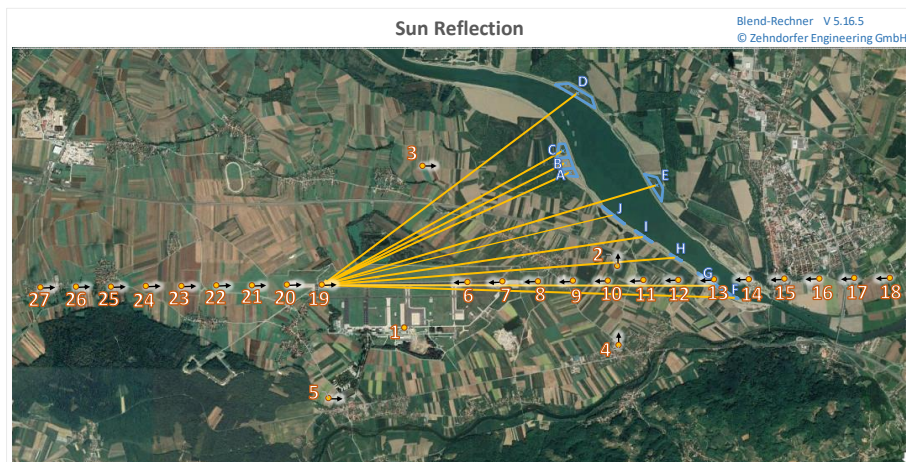 Sun Reflection
Blend-Rechner V 5.16.5
© Zehndorfer Engineering GmbH
D
C
B
A
3
E
J
I
2
H
G
F
27 26 25 24 23 22 21 20 19 6 7 8 9 10 11 12 13 14 15 16 17 18
1
4
5